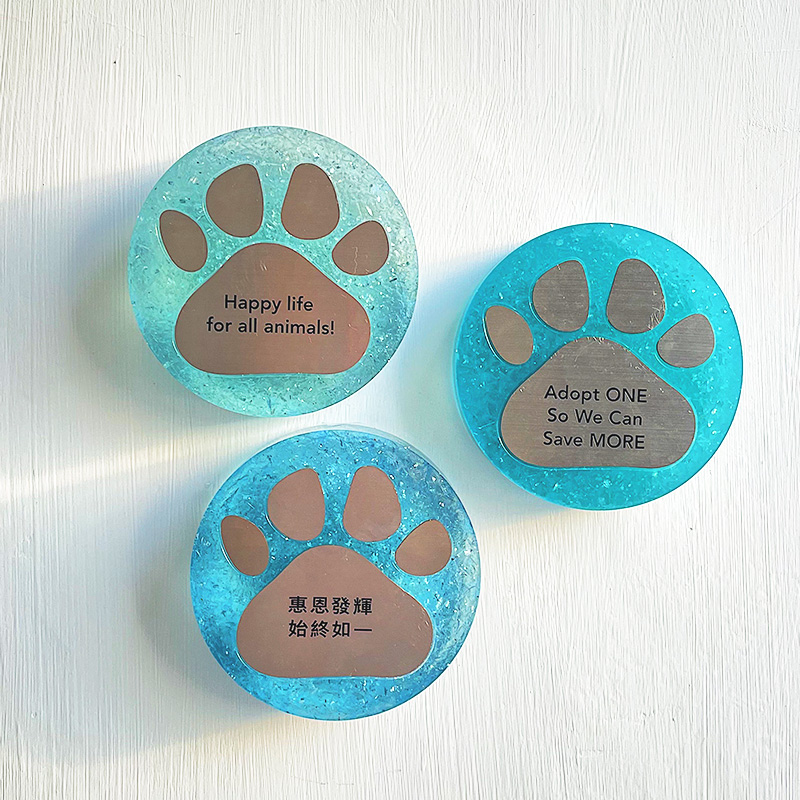 Happy life
for all animals!
Adopt ONE
So We Can
Save MORE
惠恩發輝
始終如一